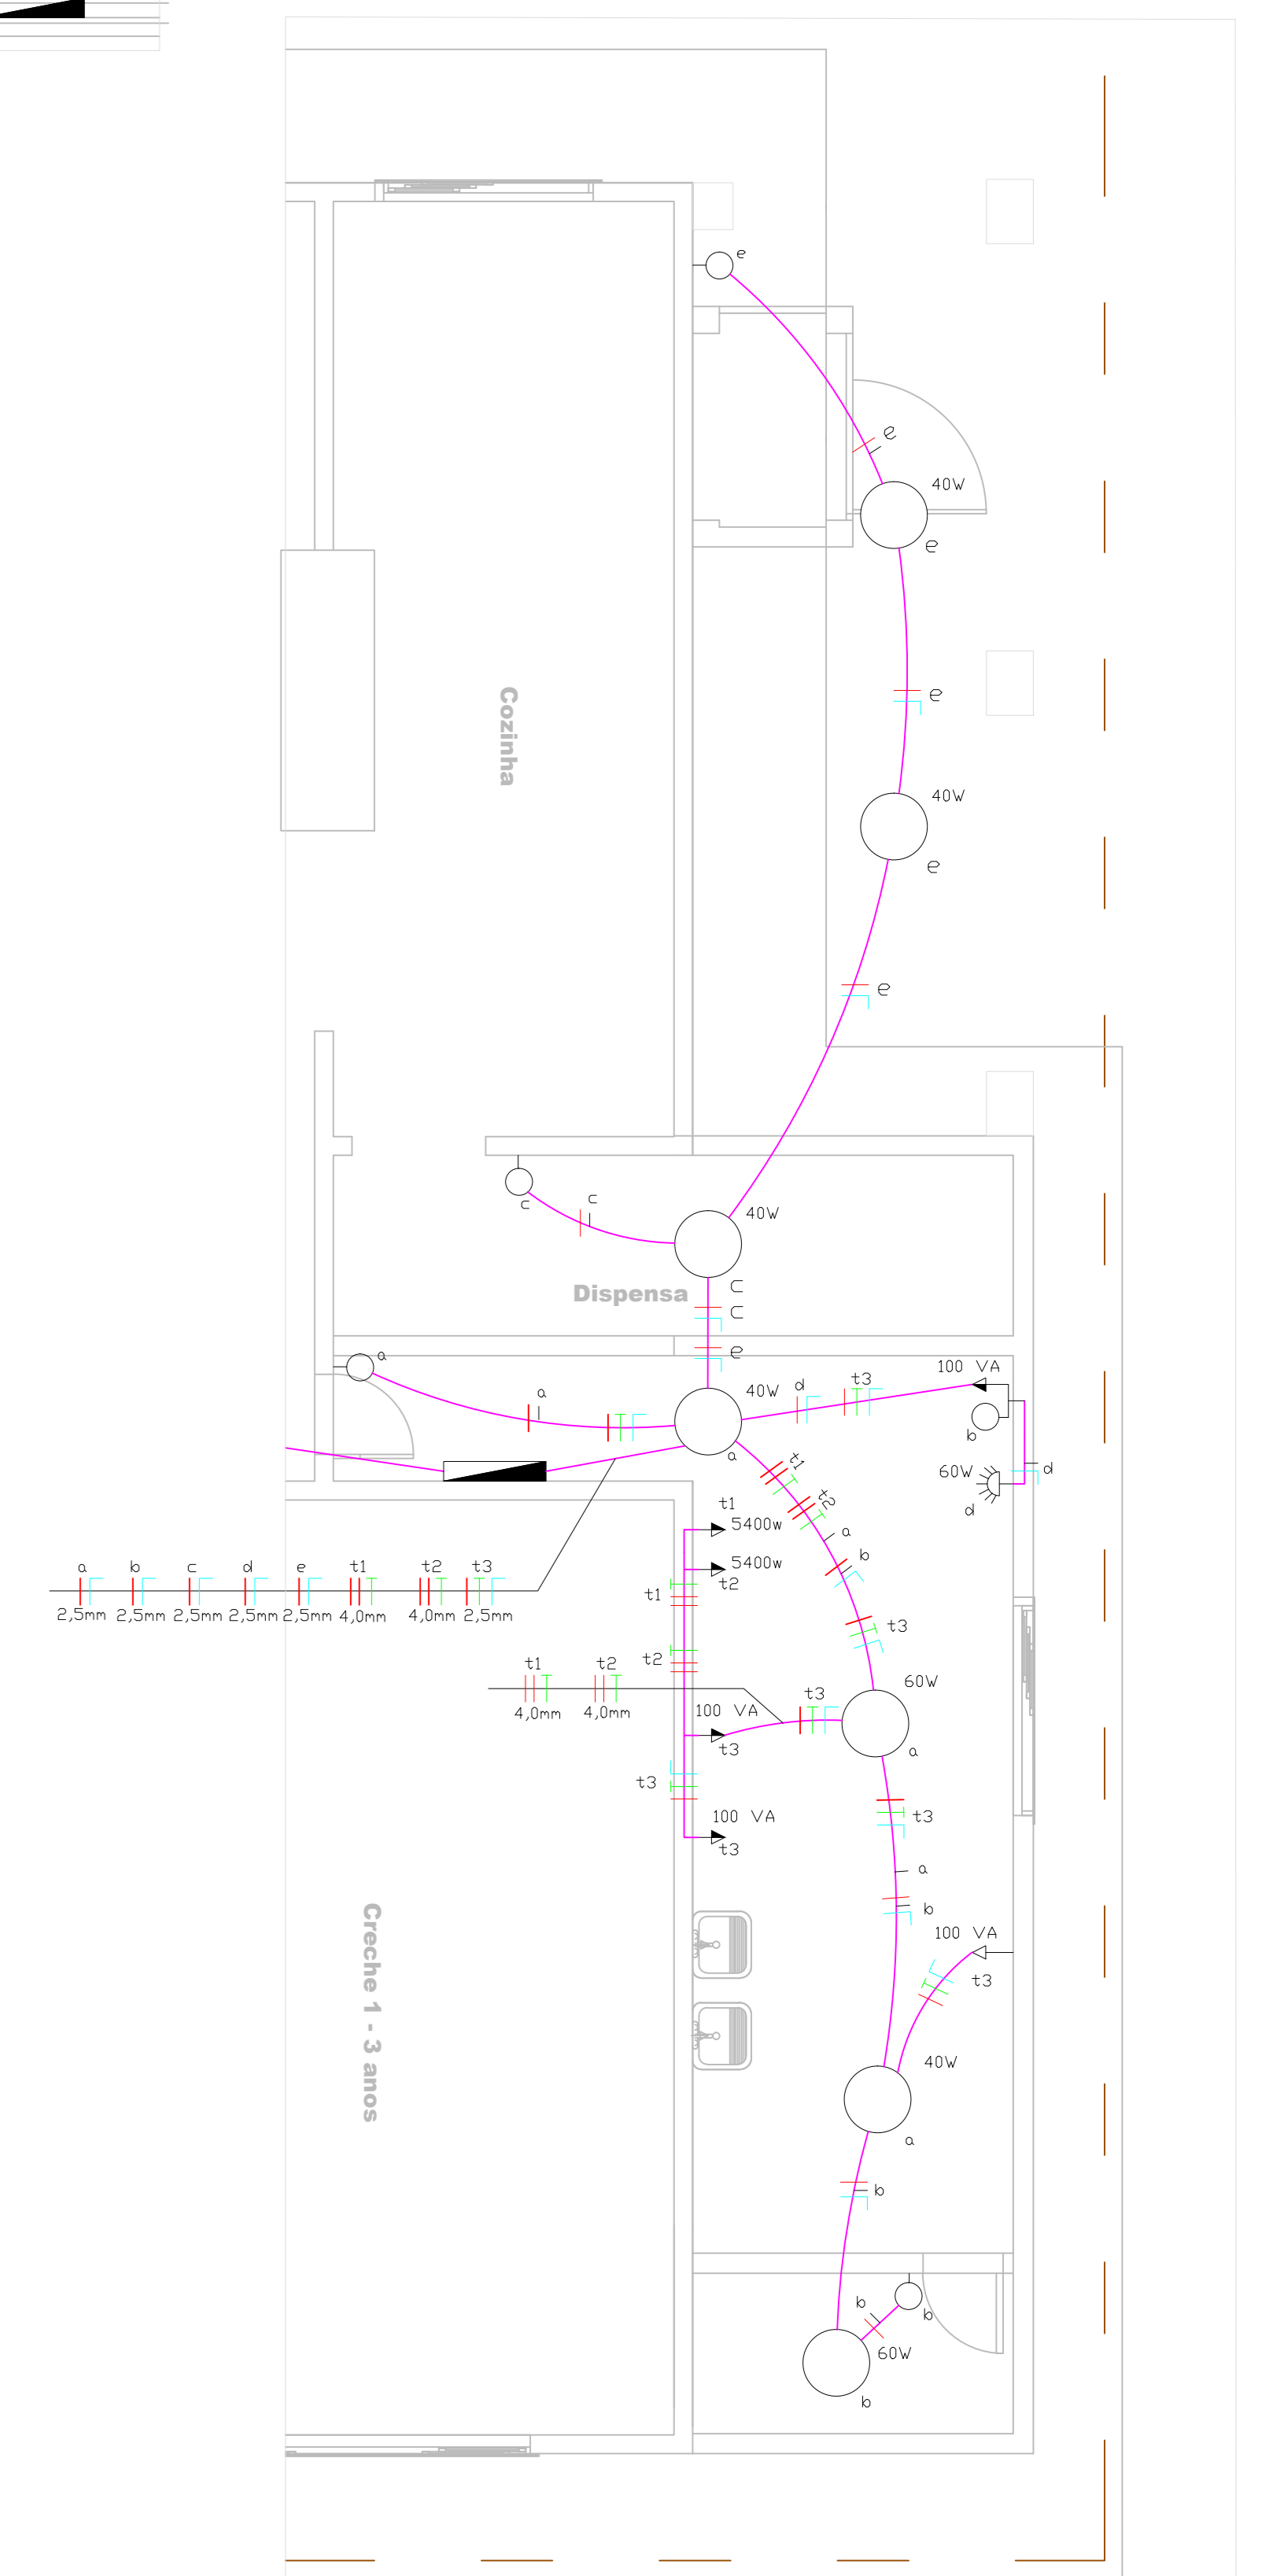 e
e
40W
e
Cozinha
e
40W
e
e
c
c
40W
c
Dispensa
c
e
a
a
40W
a
d
t3
100 VA
b
60W
d
d
t1
t2
a
b
t3
t1
5400w
5400w
t2
t1
t2
a b c d e t1 t2 t3
2,5mm 2,5mm 2,5mm 2,5mm 2,5mm 4,0mm 4,0mm 2,5mm
t1 t2
4,0mm 4,0mm
100 VA
t3
t3
60W
a
t3
100 VA
t3
t3
a
b
100 VA
t3
Creche 1 - 3 anos
40W
a
b
b
b
60W
b